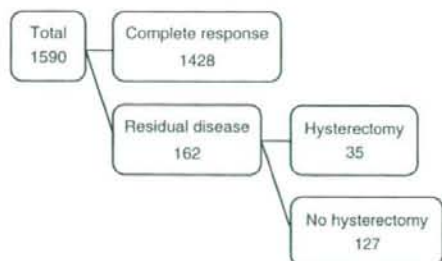 Total
1590
Complete response
1428
Residual disease
162
Hysterectomy
35
No hysterectomy
127